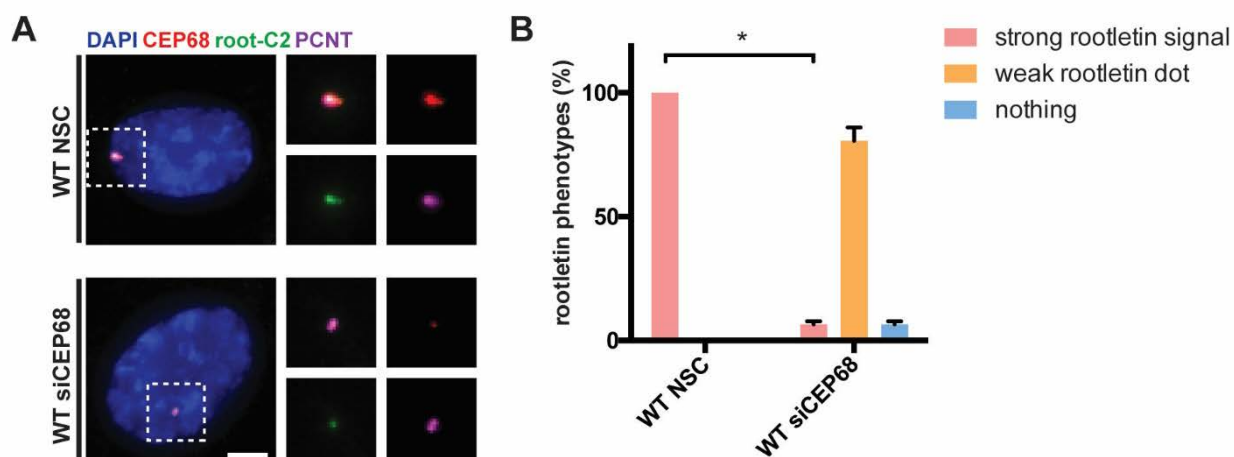 A
DAPI CEP68 root-C2 PCNT
WT NSC
WT siCEP68
B
*
rootletin phenotypes (%)
100
50
0
WT NSC
WT siCEP68
strong rootletin signal
weak rootletin dot
nothing